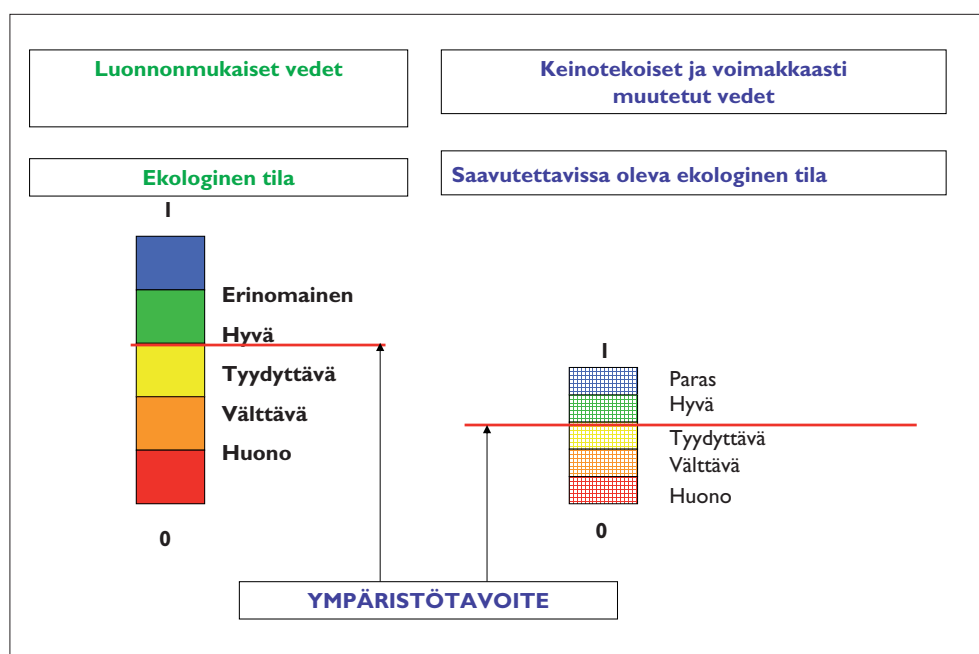 Luonnonmukaiset vedet
Keinotekoiset ja voimakkaasti
muutetut vedet
Ekologinen tila
Saavutettavissa oleva ekologinen tila
1
Erinomainen
Hyvä
Tyydyttävä
Välttävä
Huono
0
1
Paras
Hyvä
Tyydyttävä
Välttävä
Huono
0
YMPÄRISTÖTAVOITE